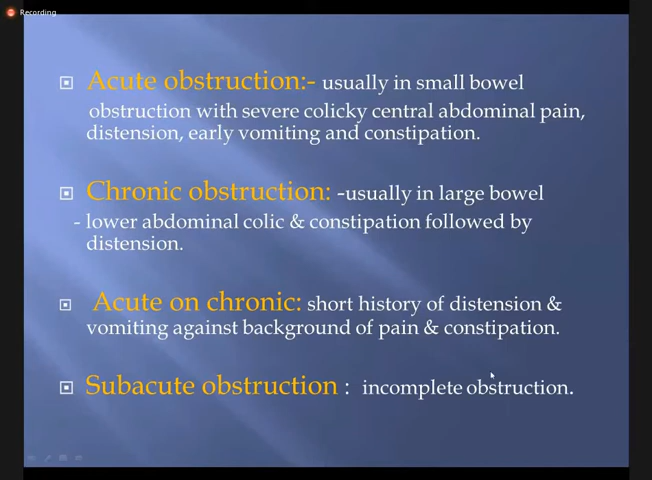 Recording
Acute obstruction:- usually in small bowel
obstruction with severe colicky central abdominal pain,
distension, early vomiting and constipation.
Chronic obstruction: -usually in large bowel
- lower abdominal colic & constipation followed by
distension.
Acute on chronic: short history of distension &
vomiting against background of pain & constipation.
Subacute obstruction : incomplete obstruction.